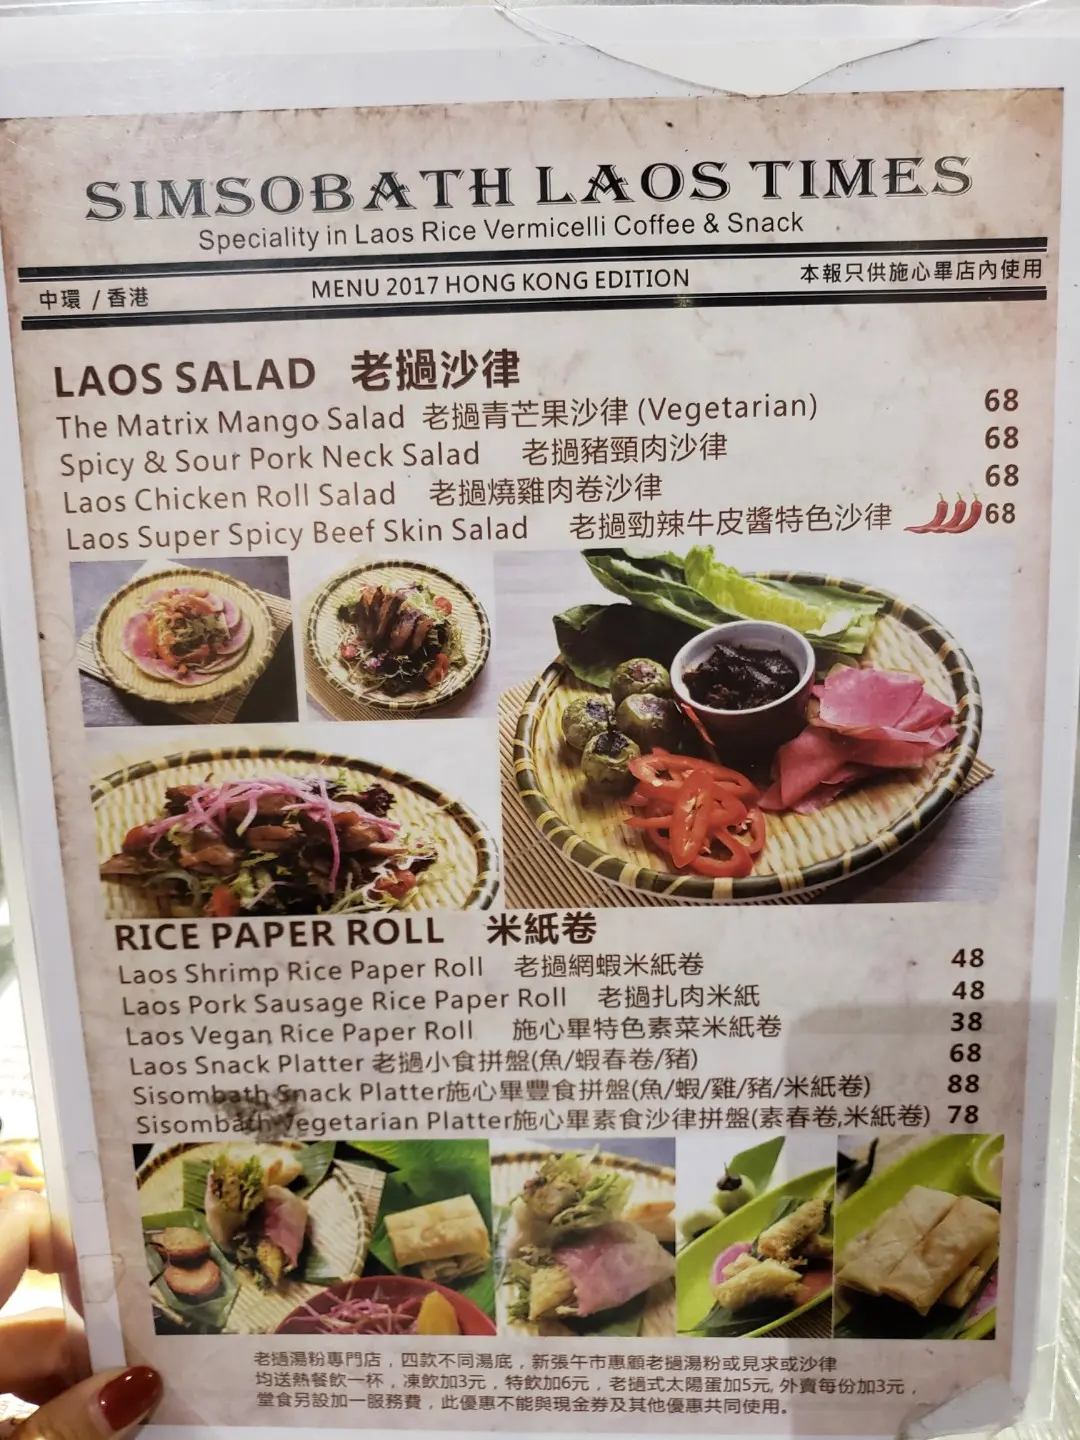 SIMSOBATH LAOS TIMES
Speciality in Laos Rice Vermicelli Coffee & Snack
中環 / 香港 MENU 2017 HONG KONG EDITION 本報只供施心畢店內使用
LAOS SALAD 老撾沙律
The Matrix Mango Salad 老撾青芒果沙律 (Vegetarian) 68
Spicy & Sour Pork Neck Salad 老撾豬頸肉沙律 68
Laos Chicken Roll Salad 老撾燒雞肉卷沙律 68
Laos Super Spicy Beef Skin Salad 老撾勁辣牛皮醬特色沙律 68
RICE PAPER ROLL 米紙卷
Laos Shrimp Rice Paper Roll 老撾網蝦米紙卷 48
Laos Pork Sausage Rice Paper Roll 老撾扎肉米紙 48
Laos Vegan Rice Paper Roll 施心畢特色素菜米紙卷 38
Laos Snack Platter 老撾小食拼盤(魚/蝦春卷/豬) 68
Sisombath Snack Platter施心畢豐食拼盤(魚/蝦/雞/豬/米紙卷) 88
Sisombath Vegetarian Platter施心畢素食沙律拼盤(素春卷,米紙卷) 78
老撾湯粉專門店，四款不同湯底，新張午市惠顧老撾湯粉或見求或沙律
均送熱餐飲一杯，凍飲加3元，特飲加6元，老撾式太陽蛋加5元, 外賣每份加3元，
堂食另設加一服務費，此優惠不能與現金券及其他優惠共同使用。